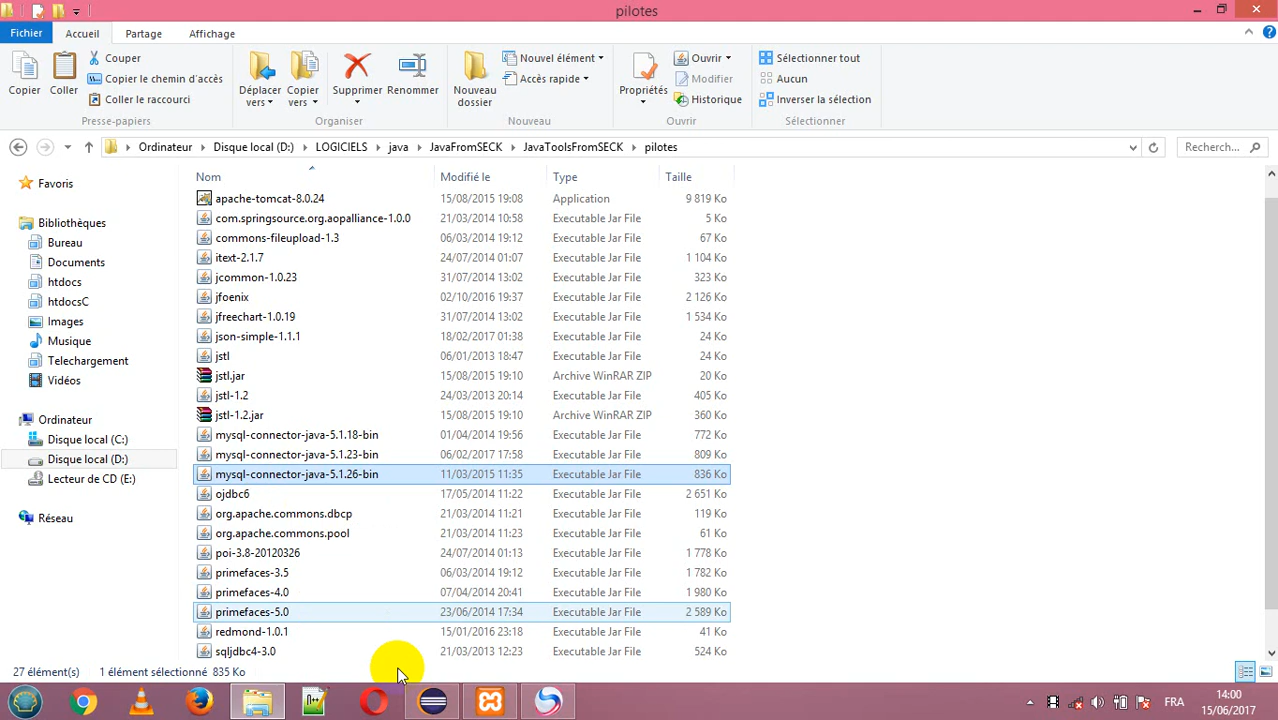 pilotes
Fichier Accueil Partage Affichage
Copier
Coller
Couper
Copier le chemin d'accès
Coller le raccourci
Presse-papiers
Déplacer vers
Copier vers
Supprimer
Renommer
Organiser
Nouveau dossier
Nouvel élément
Accès rapide
Nouveau
Propriétés
Ouvrir
Modifier
Historique
Ouvrir
Sélectionner tout
Aucun
Inverser la sélection
Sélectionner
Ordinateur Disque local (D:) LOGICIELS java JavaFromSECK JavaToolsFromSECK pilotes
Recherch...
Favoris
Bibliothèques
Bureau
Documents
htdocs
htdocsC
Images
Musique
Telechargement
Vidéos
Ordinateur
Disque local (C:)
Disque local (D:)
Lecteur de CD (E:)
Réseau
Nom Modifié le Type Taille
apache-tomcat-8.0.24 15/08/2015 19:08 Application 9 819 Ko
com.springsource.org.aopalliance-1.0.0 21/03/2014 10:58 Executable Jar File 5 Ko
commons-fileupload-1.3 06/03/2014 19:12 Executable Jar File 67 Ko
itext-2.1.7 24/07/2014 01:07 Executable Jar File 1 104 Ko
jcommon-1.0.23 31/07/2014 13:02 Executable Jar File 323 Ko
jfoenix 02/10/2016 19:37 Executable Jar File 2 126 Ko
jfreechart-1.0.19 31/07/2014 13:02 Executable Jar File 1 534 Ko
json-simple-1.1.1 18/02/2017 01:38 Executable Jar File 24 Ko
jstl 06/01/2013 18:47 Executable Jar File 24 Ko
jstl.jar 15/08/2015 19:10 Archive WinRAR ZIP 20 Ko
jstl-1.2 24/03/2013 20:14 Executable Jar File 405 Ko
jstl-1.2.jar 15/08/2015 19:10 Archive WinRAR ZIP 360 Ko
mysql-connector-java-5.1.18-bin 01/04/2014 19:56 Executable Jar File 772 Ko
mysql-connector-java-5.1.23-bin 06/02/2017 17:58 Executable Jar File 809 Ko
mysql-connector-java-5.1.26-bin 11/03/2015 11:35 Executable Jar File 836 Ko
ojdbc6 17/05/2014 11:22 Executable Jar File 2 651 Ko
org.apache.commons.dbcp 21/03/2014 11:21 Executable Jar File 119 Ko
org.apache.commons.pool 21/03/2014 11:23 Executable Jar File 61 Ko
poi-3.8-20120326 24/07/2014 01:13 Executable Jar File 1 778 Ko
primefaces-3.5 06/03/2014 19:12 Executable Jar File 1 782 Ko
primefaces-4.0 07/04/2014 20:41 Executable Jar File 1 980 Ko
primefaces-5.0 23/06/2014 17:34 Executable Jar File 2 589 Ko
redmond-1.0.1 15/01/2016 23:18 Executable Jar File 41 Ko
sqljdbc4-3.0 21/03/2013 12:23 Executable Jar File 524 Ko
27 élément(s) 1 élément sélectionné 835 Ko
FRA
14:00
15/06/2017